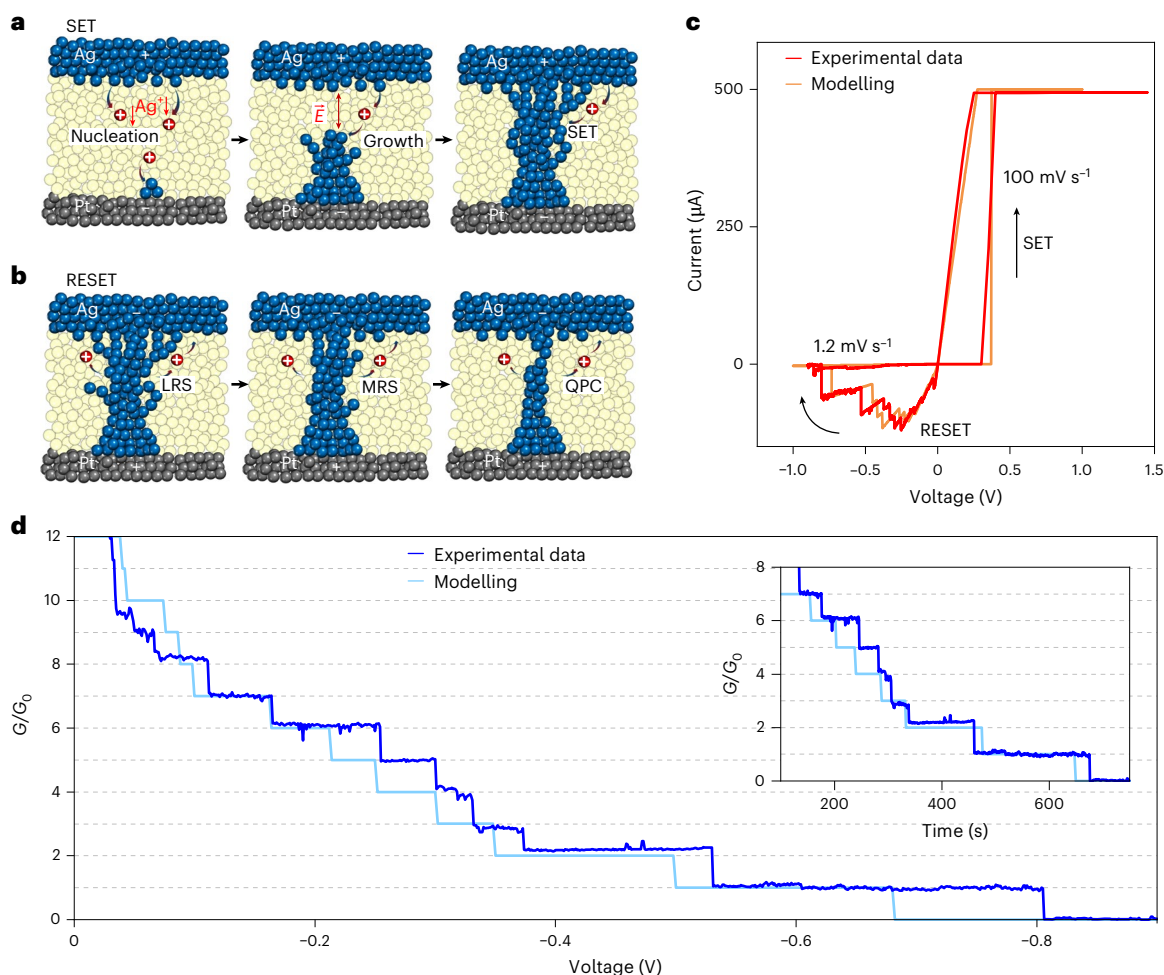 a
SET
Ag +
Ag⁺
Nucleation
Pt −
Ag +
E⃗
Growth
Pt −
Ag +
SET
Pt −
b
RESET
Ag −
LRS
Pt +
Ag −
MRS
Pt +
Ag −
QPC
Pt +
c
Experimental data
Modelling
500
250
0
Current (µA)
100 mV s⁻¹
SET
1.2 mV s⁻¹
RESET
−1.0 −0.5 0 0.5 1.0 1.5
Voltage (V)
d
Experimental data
Modelling
12
10
8
6
4
2
0
G/G₀
0 −0.2 −0.4 −0.6 −0.8
Voltage (V)
8
6
4
2
0
G/G₀
200 400 600
Time (s)